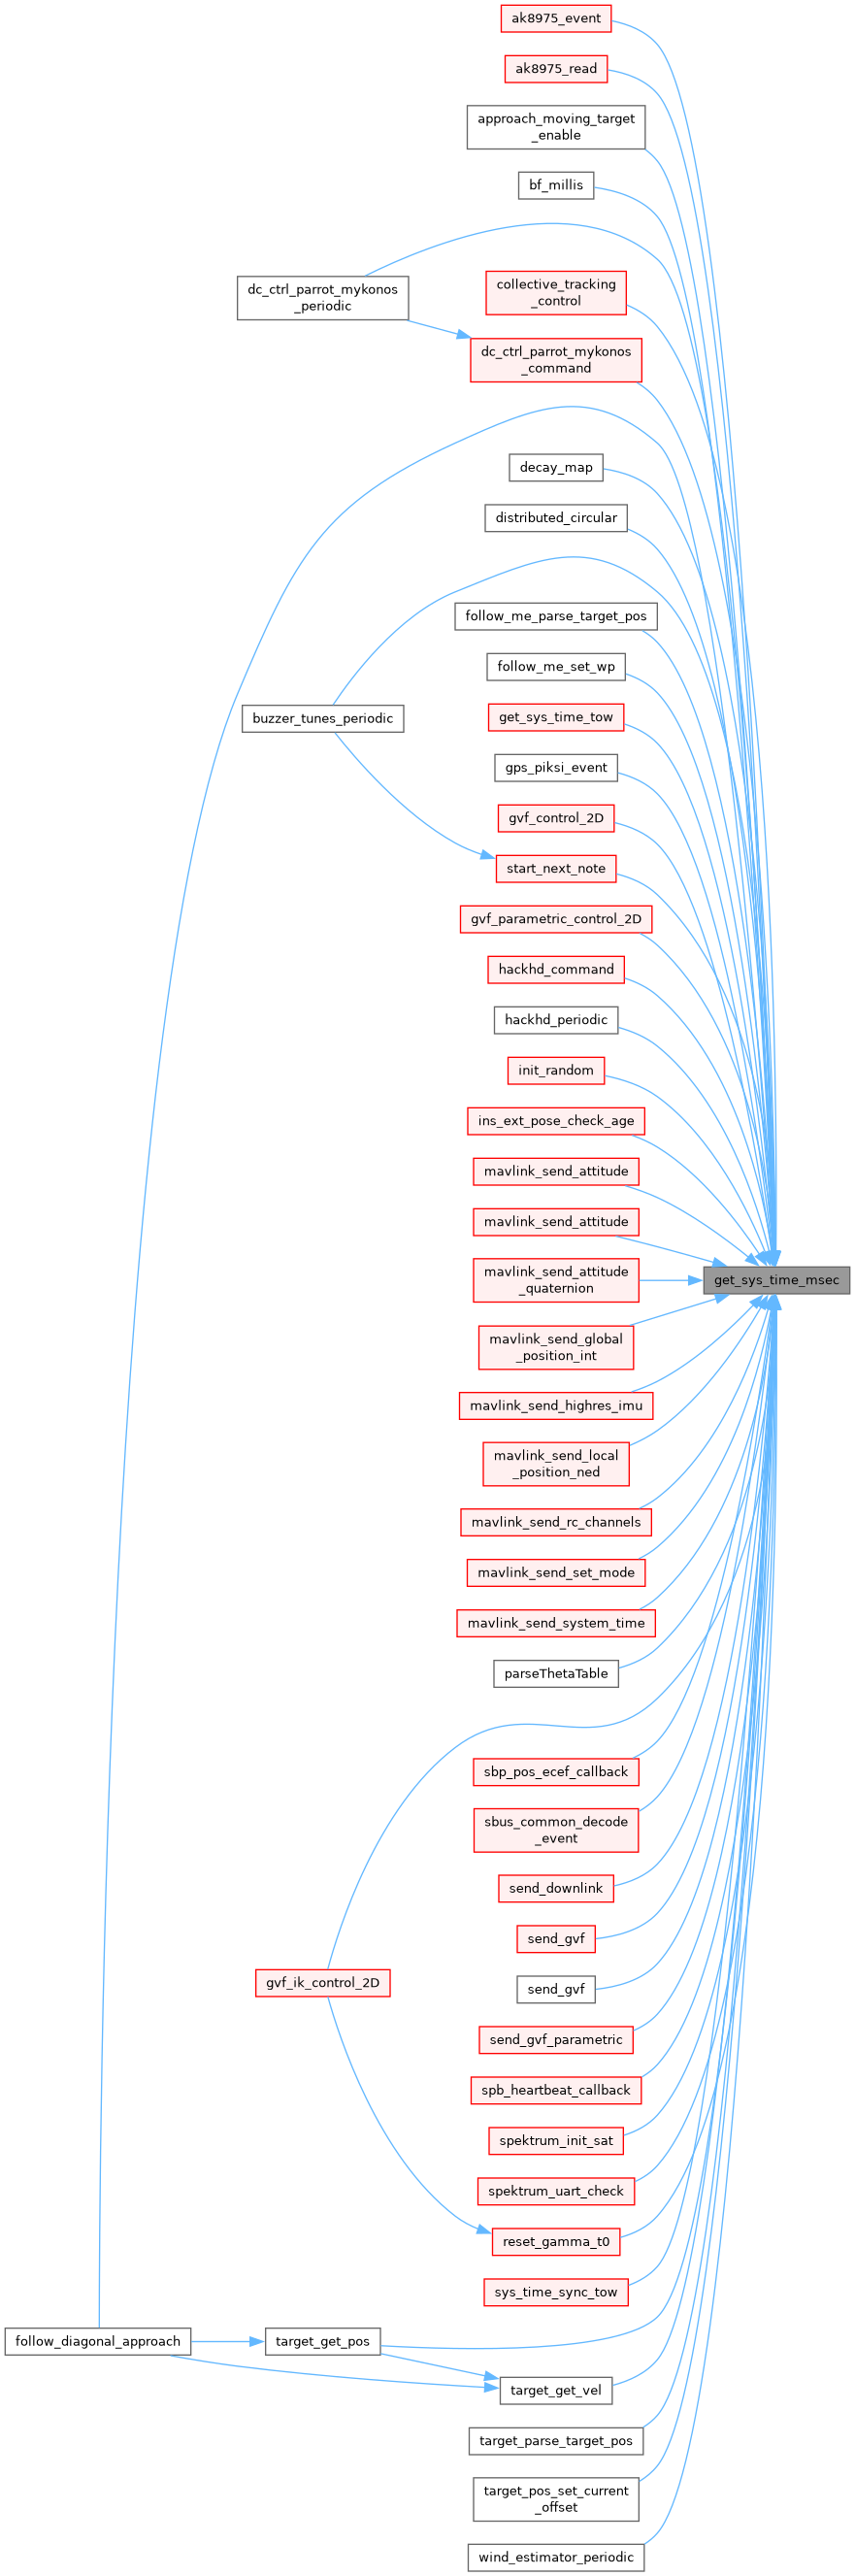 ak8975_event
ak8975_read
approach_moving_target
_enable
bf_millis
dc_ctrl_parrot_mykonos
_periodic
collective_tracking
_control
dc_ctrl_parrot_mykonos
_command
decay_map
distributed_circular
follow_me_parse_target_pos
follow_me_set_wp
get_sys_time_tow
buzzer_tunes_periodic
gps_piksi_event
gvf_control_2D
start_next_note
gvf_parametric_control_2D
hackhd_command
hackhd_periodic
init_random
ins_ext_pose_check_age
mavlink_send_attitude
mavlink_send_attitude
mavlink_send_attitude
_quaternion
get_sys_time_msec
mavlink_send_global
_position_int
mavlink_send_highres_imu
mavlink_send_local
_position_ned
mavlink_send_rc_channels
mavlink_send_set_mode
mavlink_send_system_time
parseThetaTable
sbp_pos_ecef_callback
sbus_common_decode
_event
send_downlink
send_gvf
gvf_ik_control_2D
send_gvf
send_gvf_parametric
spb_heartbeat_callback
spektrum_init_sat
spektrum_uart_check
reset_gamma_t0
sys_time_sync_tow
follow_diagonal_approach
target_get_pos
target_get_vel
target_parse_target_pos
target_pos_set_current
_offset
wind_estimator_periodic